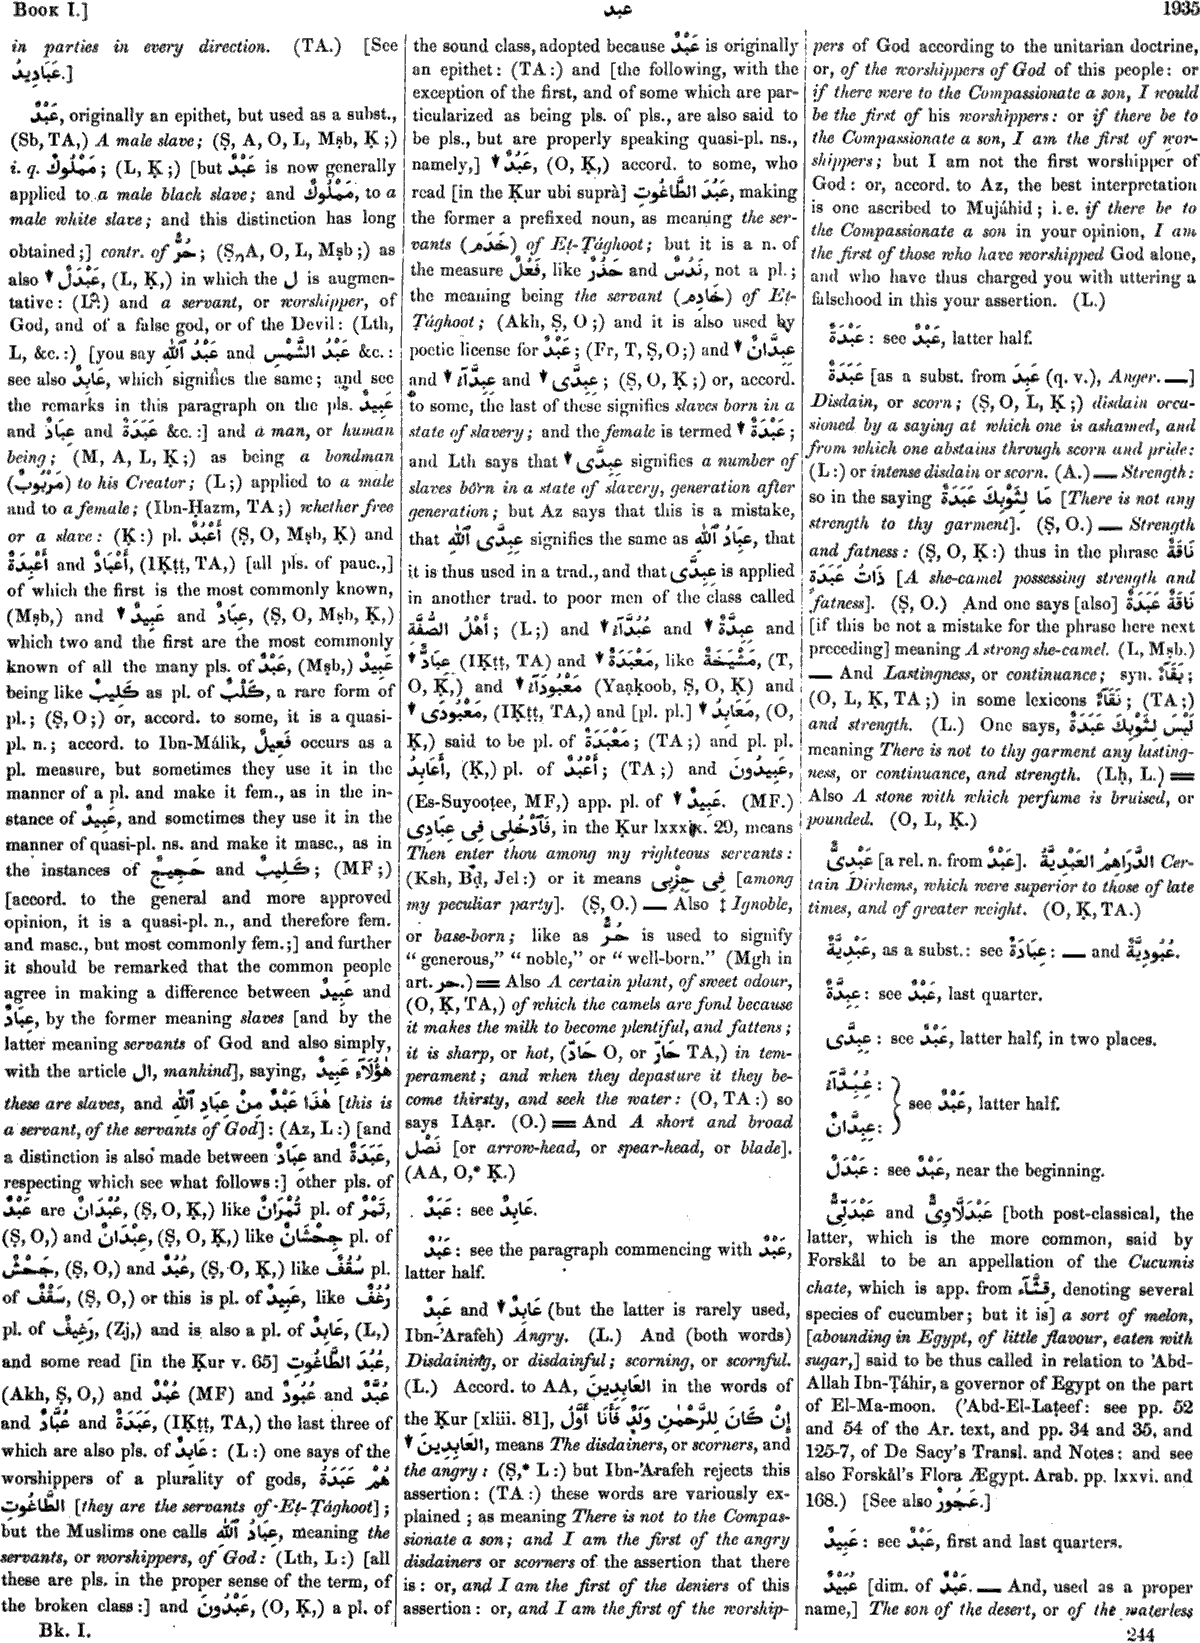 BOOK I.]
عبد
1935
in parties in every direction. (TA.) [See
عَبَادِيدُ.]
عَبْدٌ, originally an epithet, but used as a subst.,
(Sb, TA,) A male slave; (Ṣ, A, O, L, Mṣb, Ḳ;)
i. q. مَمْلُوكٌ; (L, Ḳ;) [but عَبْدٌ is now generally
applied to a male black slave; and مَمْلُوكٌ, to a
male white slave; and this distinction has long
obtained;] contr. of حُرٌّ; (Ṣ, A, O, L, Mṣb;) as
also ↓ عَبْدَلٌ, (L, Ḳ,) in which the ل is augmen-
tative: (L:) and a servant, or worshipper, of
God, and of a false god, or of the Devil: (Lth,
L, &c.:) [you say عَبْدُ ٱللّٰهِ and عَبْدُ الشَّمْسِ &c.:
see also عَابِدٌ, which signifies the same; and see
the remarks in this paragraph on the pls. عَبِيدٌ
and عِبَادٌ and عَبَدَةٌ &c.:] and a man, or human
being; (M, A, L, Ḳ;) as being a bondman
(مَرْبُوبٌ) to his Creator; (L;) applied to a male
and to a female; (Ibn-Ḥazm, TA;) whether free
or a slave: (Ḳ:) pl. أَعْبُدٌ (Ṣ, O, Mṣb, Ḳ) and
أَعْبِدَةٌ and أَعْبَادٌ, (IḲṭṭ, TA,) [all pls. of pauc.,]
of which the first is the most commonly known,
(Mṣb,) and ↓ عَبِيدٌ and عِبَادٌ, (Ṣ, O, Mṣb, Ḳ,)
which two and the first are the most commonly
known of all the many pls. of عَبْدٌ, (Mṣb,) عَبِيدٌ
being like كَلِيبٌ as pl. of كَلْبٌ, a rare form of
pl.; (Ṣ, O;) or, accord. to some, it is a quasi-
pl. n.; accord. to Ibn-Málik, فَعِيلٌ occurs as a
pl. measure, but sometimes they use it in the
manner of a pl. and make it fem., as in the in-
stance of عَبِيدٌ, and sometimes they use it in the
manner of quasi-pl. ns. and make it masc., as in
the instances of حَجِيجٌ and كَلِيبٌ; (MF;)
[accord. to the general and more approved
opinion, it is a quasi-pl. n., and therefore fem.
and masc., but most commonly fem.;] and further
it should be remarked that the common people
agree in making a difference between عَبِيدٌ and
عِبَادٌ, by the former meaning slaves [and by the
latter meaning servants of God and also simply,
with the article ال, mankind], saying, هٰؤُلَآءِ عَبِيدٌ
these are slaves, and هٰذَا عَبْدٌ مِنْ عِبَادِ ٱللّٰهِ [this is
a servant, of the servants of God]: (Az, L:) [and
a distinction is also made between عِبَادٌ and عَبَدَةٌ,
respecting which see what follows:] other pls. of
عَبْدٌ are عُبْدَانٌ, (Ṣ, O, Ḳ,) like تُمْرَانٌ pl. of تَمْرٌ,
(Ṣ, O,) and عِبْدَانٌ, (Ṣ, O, Ḳ,) like جِحْشَانٌ pl. of
جَحْشٌ, (Ṣ, O,) and عُبُدٌ, (Ṣ, O, Ḳ,) like سُقُفٌ pl.
of سَقْفٌ, (Ṣ, O,) or this is pl. of عَبِيدٌ, like رُغُفٌ
pl. of رَغِيفٌ, (Zj,) and is also a pl. of عَابِدٌ, (L,)
and some read [in the Ḳur v. 65] عُبُدَ الطَّاغُوتِ,
(Akh, Ṣ, O,) and عُبْدٌ (MF) and عُبُودٌ and عُبَّدٌ
and عُبَّادٌ and عَبَدَةٌ, (IḲṭṭ, TA,) the last three of
which are also pls. of عَابِدٌ: (L:) one says of the
worshippers of a plurality of gods, هُمْ عَبَدَةُ
الطَّاغُوتِ [they are the servants of Eṭ-Ṭághoot];
but the Muslims one calls عِبَادُ ٱللّٰهِ, meaning the
servants, or worshippers, of God: (Lth, L:) [all
these are pls. in the proper sense of the term, of
the broken class:] and عَبْدُونَ, (O, Ḳ,) a pl. of
Bk. I.
the sound class, adopted because عَبْدٌ is originally
an epithet: (TA:) and [the following, with the
exception of the first, and of some which are par-
ticularized as being pls. of pls., are also said to
be pls., but are properly speaking quasi-pl. ns.,
namely,] ↓ عَبُدٌ, (O, Ḳ,) accord. to some, who
read [in the Ḳur ubi suprà] عَبُدَ الطَّاغُوتِ, making
the former a prefixed noun, as meaning the ser-
vants (خَدَم) of Eṭ-Ṭághoot; but it is a n. of
the measure فَعُلٌ, like حَذُرٌ and نَدُسٌ, not a pl.;
the meaning being the servant (خَادِم) of Eṭ-
Ṭághoot; (Akh, Ṣ, O;) and it is also used by
poetic license for عَبْدٌ; (Fr, T, Ṣ, O;) and ↓ عِبِدَّانٌ
and ↓ عِبِدَّآءُ and ↓ عِبِدَّى; (Ṣ, O, Ḳ;) or, accord.
to some, the last of these signifies slaves born in a
state of slavery; and the female is termed ↓ عَبْدَةٌ;
and Lth says that ↓ عِبِدَّى signifies a number of
slaves born in a state of slavery, generation after
generation; but Az says that this is a mistake,
that عِبِدَّى ٱللّٰهِ signifies the same as عِبَادُ ٱللّٰهِ, that
it is thus used in a trad., and that عِبِدَّى is applied
in another trad. to poor men of the class called
أَهْلُ الصُّفَّةِ; (L;) and ↓ عُبُدَّآءُ and ↓ عِبِدَّةٌ and
↓ عِبَادٌّ (IḲṭṭ, TA) and ↓ مَعْبَدَةٌ, like مَشْيَخَةٌ, (T,
O, Ḳ,) and ↓ مَعْبُودَآءُ (Yaạḳoob, Ṣ, O, Ḳ) and
↓ مَعْبُودَى, (IḲṭṭ, TA,) and [pl. pl.] ↓ مَعَابِدُ, (O,
Ḳ,) said to be pl. of مَعْبَدَةٌ; (TA;) and pl. pl.
أَعَابِدُ, (Ḳ,) pl. of أَعْبُدٌ; (TA;) and عَبِيدُونَ,
(Es-Suyooṭee, MF,) app. pl. of ↓ عَبِيدٌ. (MF.)
فَٱدْخُلِى فِى عِبَادِى, in the Ḳur lxxxix. 29, means
Then enter thou among my righteous servants:
(Ksh, Bḍ, Jel:) or it means فِى حِزْبِى [among
my peculiar party]. (Ṣ, O.) — Also ‡ Ignoble,
or base-born; like as حُرٌّ is used to signify
“generous,” “noble,” or “well-born.” (Mgh in
art. حر.) = Also A certain plant, of sweet odour,
(O, Ḳ, TA,) of which the camels are fond because
it makes the milk to become plentiful, and fattens;
it is sharp, or hot, (حَادّ O, or حَارّ TA,) in tem-
perament; and when they depasture it they be-
come thirsty, and seek the water: (O, TA:) so
says IAạr. (O.) = And A short and broad
نَصْل [or arrow-head, or spear-head, or blade].
(AA, O,* Ḳ.)
عَبَدٌ: see عَابِدٌ.
عَبُدٌ: see the paragraph commencing with عَبْدٌ,
latter half.
عَبِدٌ and ↓ عَابِدٌ (but the latter is rarely used,
Ibn-'Arafeh) Angry. (L.) And (both words)
Disdaining, or disdainful; scorning, or scornful.
(L.) Accord. to AA, العَابِدِينَ in the words of
the Ḳur [xliii. 81], إِنْ كَانَ لِلرَّحْمٰنِ وَلَدٌ فَأَنَا أَوَّلُ
↓ العَابِدِينَ, means The disdainers, or scorners, and
the angry: (Ṣ,* L:) but Ibn-'Arafeh rejects this
assertion: (TA:) these words are variously ex-
plained; as meaning There is not to the Compas-
sionate a son; and I am the first of the angry
disdainers or scorners of the assertion that there
is: or, and I am the first of the deniers of this
assertion: or, and I am the first of the worship-
pers of God according to the unitarian doctrine,
or, of the worshippers of God of this people: or
if there were to the Compassionate a son, I would
be the first of his worshippers: or if there be to
the Compassionate a son, I am the first of wor-
shippers; but I am not the first worshipper of
God: or, accord. to Az, the best interpretation
is one ascribed to Mujáhid; i. e. if there be to
the Compassionate a son in your opinion, I am
the first of those who have worshipped God alone,
and who have thus charged you with uttering a
falsehood in this your assertion. (L.)
عَبْدَةٌ: see عَبْدٌ, latter half.
عَبَدَةٌ [as a subst. from عَبِدَ (q. v.), Anger. —]
Disdain, or scorn; (Ṣ, O, L, Ḳ;) disdain occa-
sioned by a saying at which one is ashamed, and
from which one abstains through scorn and pride:
(L:) or intense disdain or scorn. (A.) — Strength:
so in the saying مَا لِثَوْبِكَ عَبَدَةٌ [There is not any
strength to thy garment]. (Ṣ, O.) — Strength
and fatness: (Ṣ, O, Ḳ:) thus in the phrase نَاقَةٌ
ذَاتُ عَبَدَةٍ [A she-camel possessing strength and
fatness]. (Ṣ, O.) And one says [also] نَاقَةٌ عَبَدَةٌ
[if this be not a mistake for the phrase here next
preceding] meaning A strong she-camel. (L, Mṣb.)
— And Lastingness, or continuance; syn. بَقَآءٌ;
(O, L, Ḳ, TA;) in some lexicons نَقَآءٌ; (TA;)
and strength. (L.) One says, لَيْسَ لِثَوْبِكَ عَبَدَةٌ
meaning There is not to thy garment any lasting-
ness, or continuance, and strength. (Lḥ, L.) =
Also A stone with which perfume is bruised, or
pounded. (O, L, Ḳ.)
عَبْدِىٌّ [a rel. n. from عَبْدٌ]. الدَّرَاهِمُ العَبْدِيَّةُ Cer-
tain Dirhems, which were superior to those of late
times, and of greater weight. (O, Ḳ, TA.)
عَبْدِيَّةٌ, as a subst.: see عِبَادَةٌ: — and عُبُودِيَّةٌ.
عِبِدَّةٌ: see عَبْدٌ, last quarter.
عِبِدَّى: see عَبْدٌ, latter half, in two places.
عُبُدَّآءُ:
see عَبْدٌ, latter half.
عِبِدَّانٌ:
عَبْدَلٌ: see عَبْدٌ, near the beginning.
عَبْدَلِّىٌّ and عَبْدَلَّاوِىٌّ [both post-classical, the
latter, which is the more common, said by
Forskål to be an appellation of the Cucumis
chate, which is app. from قِثَّآء, denoting several
species of cucumber; but it is] a sort of melon,
[abounding in Egypt, of little flavour, eaten with
sugar,] said to be thus called in relation to 'Abd-
Allah Ibn-Ṭáhir, a governor of Egypt on the part
of El-Ma-moon. ('Abd-El-Laṭeef: see pp. 52
and 54 of the Ar. text, and pp. 34 and 35, and
125-7, of De Sacy's Transl. and Notes: and see
also Forskål's Flora Ægypt. Arab. pp. lxxvi. and
168.) [See also عَجُورٌ.]
عَبِيدٌ: see عَبْدٌ, first and last quarters.
عُبَيْدٌ [dim. of عَبْدٌ. — And, used as a proper
name,] The son of the desert, or of the waterless
244